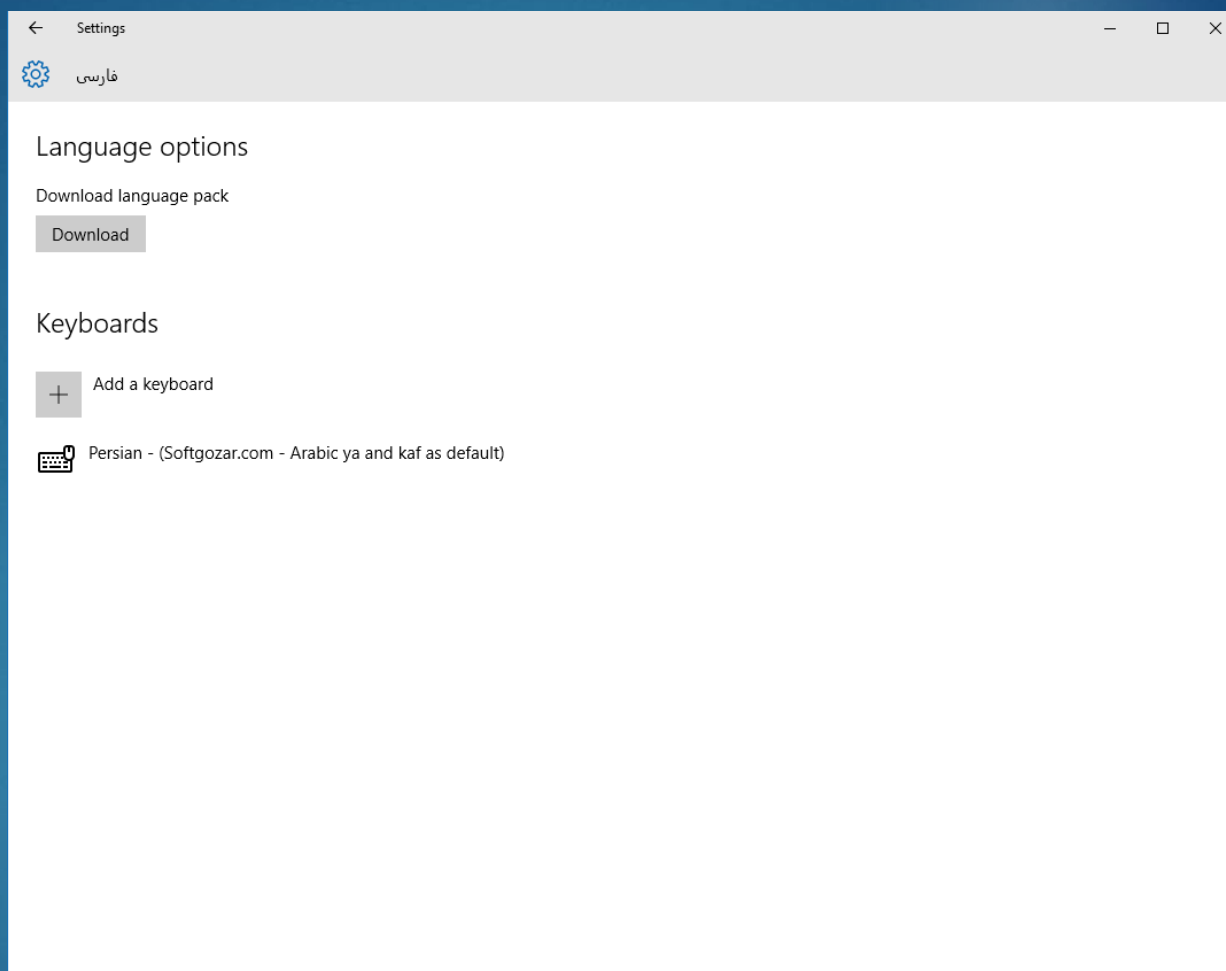 Settings
فارسی
Language options
Download language pack
Download
Keyboards
Add a keyboard
Persian - (Softgozar.com - Arabic ya and kaf as default)